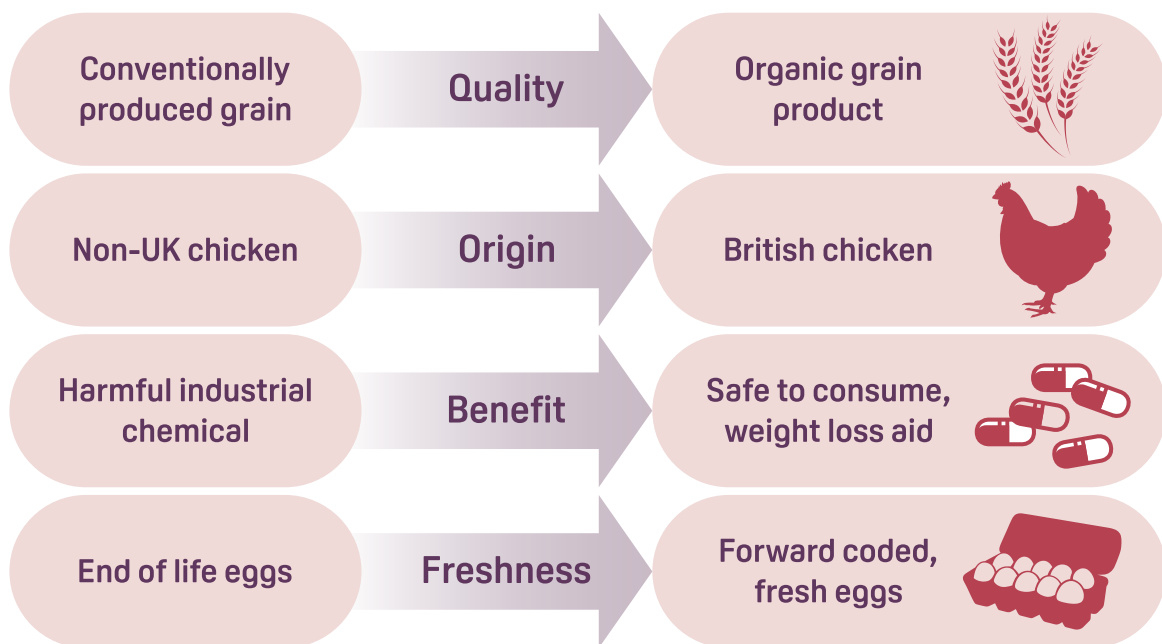 Conventionally
produced grain
Quality
Organic grain
product
Non-UK chicken
Origin
British chicken
Harmful industrial
chemical
Benefit
Safe to consume,
weight loss aid
End of life eggs
Freshness
Forward coded,
fresh eggs